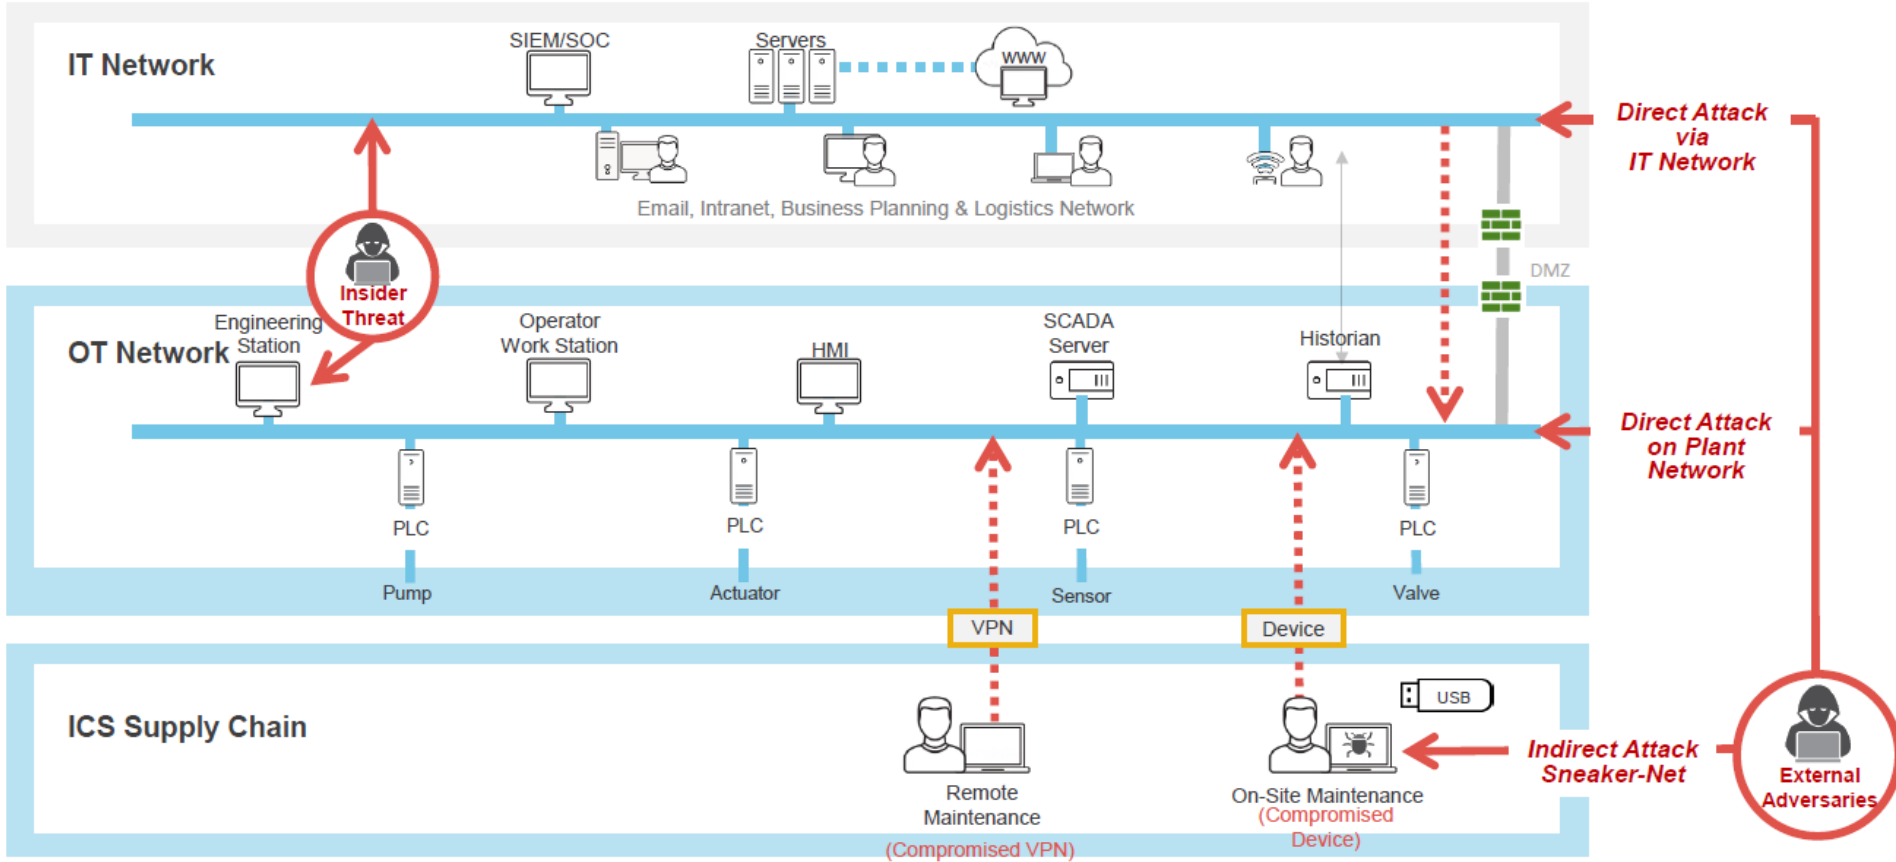 IT Network
SIEM/SOC
Servers
WWW
Email, Intranet, Business Planning & Logistics Network
Direct Attack
via
IT Network
Insider
Threat
DMZ
OT Network
Engineering
Station
Operator
Work Station
HMI
SCADA
Server
Historian
Direct Attack
on Plant
Network
PLC
PLC
PLC
PLC
Pump
Actuator
Sensor
Valve
VPN
Device
ICS Supply Chain
USB
Remote
Maintenance
(Compromised VPN)
On-Site Maintenance
(Compromised
Device)
Indirect Attack
Sneaker-Net
External
Adversaries